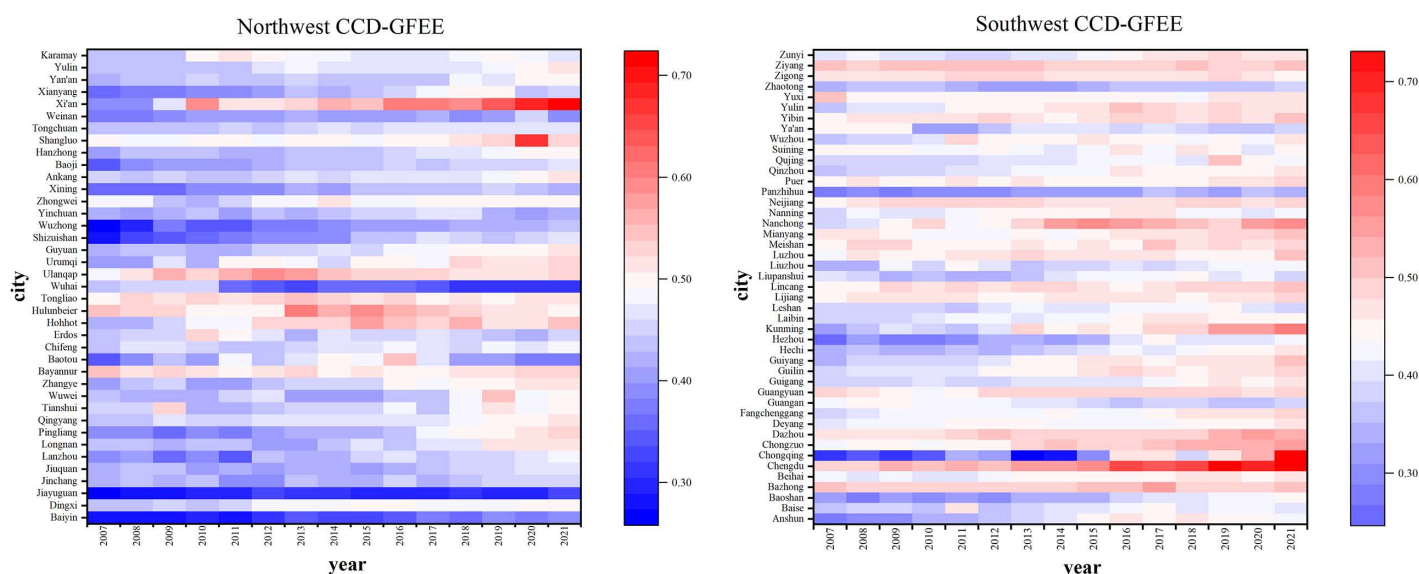 Northwest CCD-GFEE
Karamay
Yulin
Yan'an
Xianyang
Xi'an
Weinan
Tongchuan
Shangluo
Hanzhong
Baoji
Ankang
Xining
Zhongwei
Yinchuan
Wuzhong
Shizuishan
Guyuan
Urumqi
Ulanqap
Wuhai
Tongliao
Hulunbeier
Hohhot
Erdos
Chifeng
Baotou
Bayannur
Zhangye
Wuwei
Tianshui
Qingyang
Pingliang
Longnan
Lanzhou
Jiuquan
Jinchang
Jiayuguan
Dingxi
Baiyin
city
2007 2008 2009 2010 2011 2012 2013 2014 2015 2016 2017 2018 2019 2020 2021
year
0.70
0.60
0.50
0.40
0.30
Southwest CCD-GFEE
Zunyi
Ziyang
Zigong
Zhaotong
Yuxi
Yulin
Yibin
Ya'an
Wuzhou
Suining
Qujing
Qinzhou
Puer
Panzhihua
Neijiang
Nanning
Nanchong
Mianyang
Meishan
Luzhou
Liuzhou
Liupanshui
Lincang
Lijiang
Leshan
Laibin
Kunming
Hezhou
Hechi
Guiyang
Guilin
Guigang
Guangyuan
Guangan
Fangchenggang
Deyang
Dazhou
Chongzuo
Chongqing
Chengdu
Beihai
Bazhong
Baoshan
Baise
Anshun
city
2007 2008 2009 2010 2011 2012 2013 2014 2015 2016 2017 2018 2019 2020 2021
year
0.70
0.60
0.50
0.40
0.30